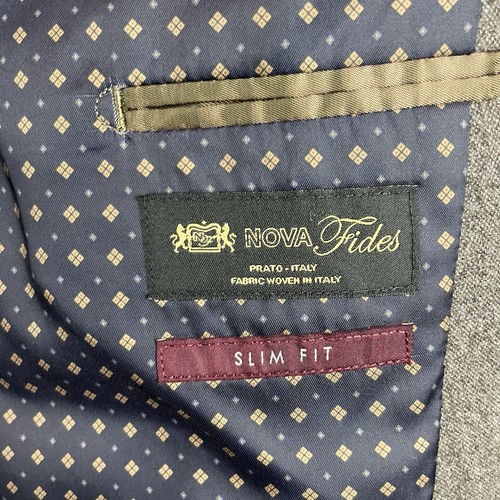 NOVA Fides
PRATO - ITALY
FABRIC WOVEN IN ITALY
SLIM FIT